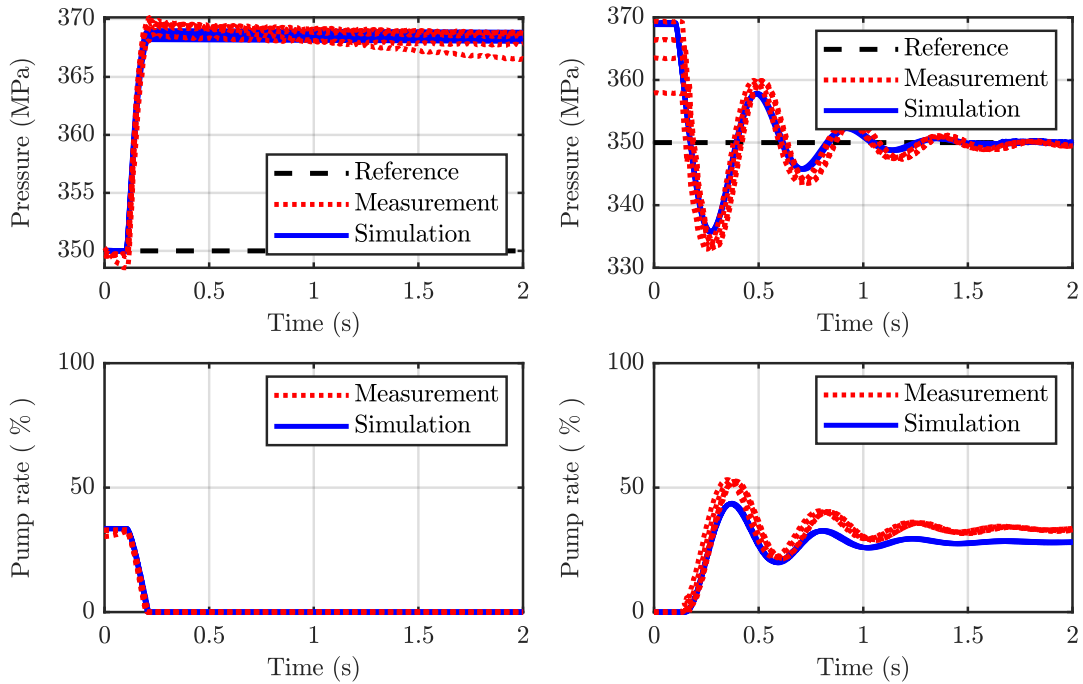 370
365
360
355
350
Pressure (MPa)
Reference
Measurement
Simulation
0
0.5
1
1.5
2
Time (s)
370
360
350
340
330
Pressure (MPa)
Reference
Measurement
Simulation
0
0.5
1
1.5
2
Time (s)
100
50
0
Pump rate ( % )
Measurement
Simulation
0
0.5
1
1.5
2
Time (s)
100
50
0
Pump rate ( % )
Measurement
Simulation
0
0.5
1
1.5
2
Time (s)